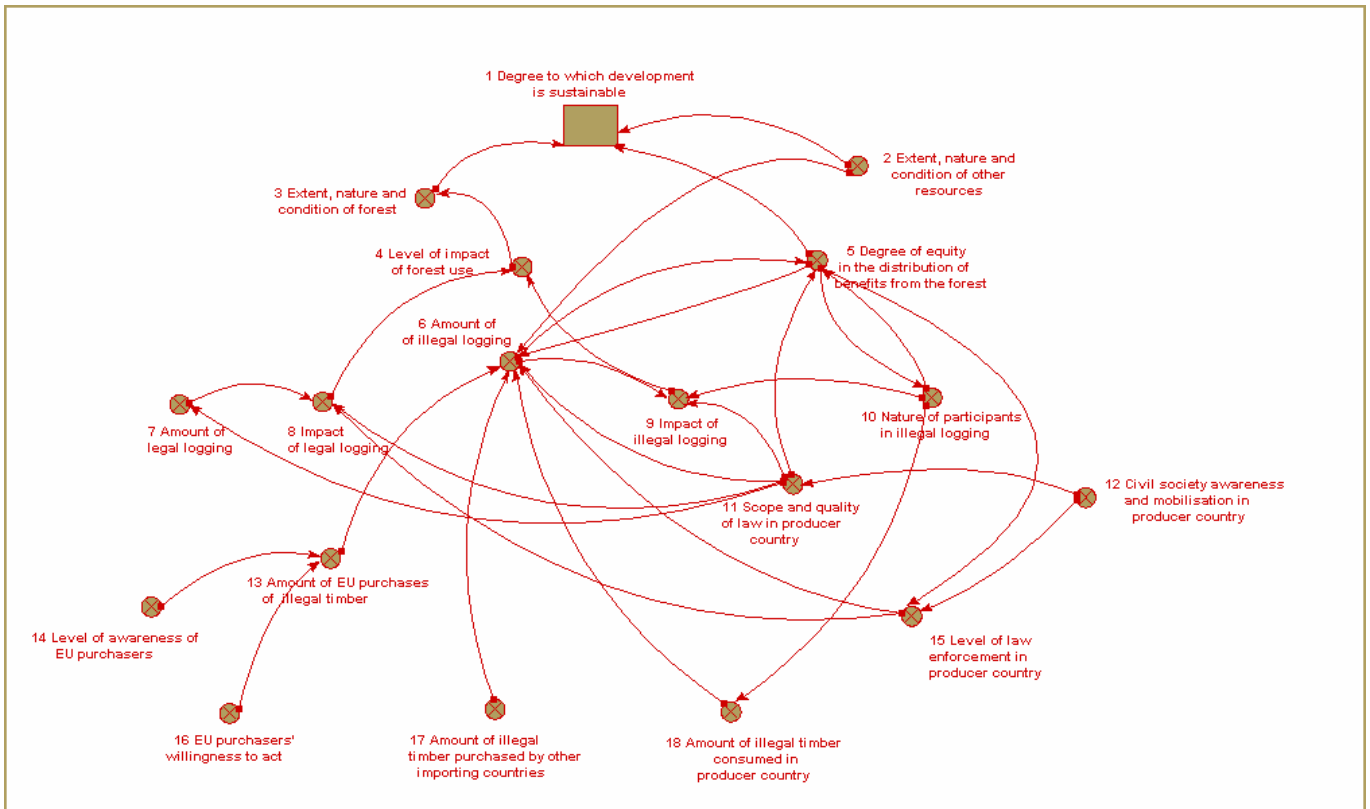 1 Degree to which development
is sustainable
2 Extent, nature and
condition of other
resources
3 Extent, nature and
condition of forest
4 Level of impact
of forest use
5 Degree of equity
in the distribution of
benefits from the forest
6 Amount of
of illegal logging
7 Amount of
legal logging
8 Impact
of legal logging
9 Impact of
illegal logging
10 Nature of participants
in illegal logging
11 Scope and quality
of law in producer
country
12 Civil society awareness
and mobilisation in
producer country
13 Amount of EU purchases
of illegal timber
14 Level of awareness of
EU purchasers
15 Level of law
enforcement in
producer country
16 EU purchasers'
willingness to act
17 Amount of illegal
timber purchased by other
importing countries
18 Amount of illegal timber
consumed in
producer country